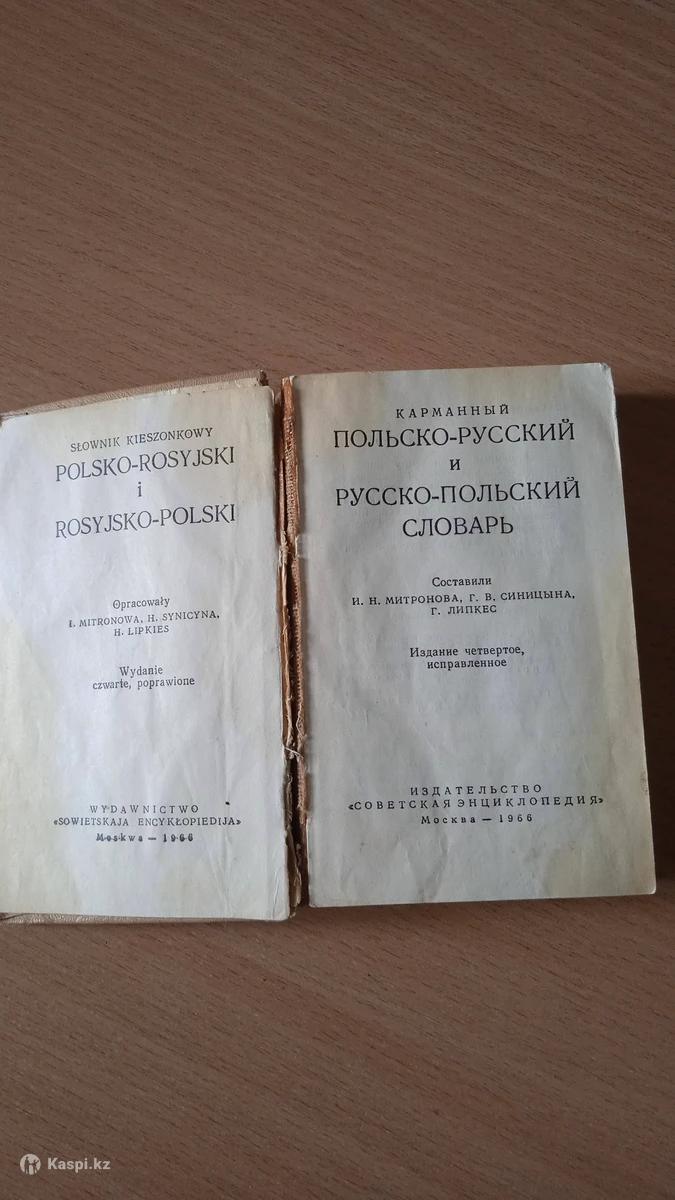 SŁOWNIK KIESZONKOWY
POLSKO-ROSYJSKI
i
ROSYJSKO-POLSKI
Opracowały
I. MITRONOWA, H. SYNICYNA,
H. LIPKIES
Wydanie
czwarte, poprawione
WYDAWNICTWO
«SOWIETSKAJA ENCYKŁOPIEDIJA»
Moskwa — 1966
КАРМАННЫЙ
ПОЛЬСКО-РУССКИЙ
и
РУССКО-ПОЛЬСКИЙ
СЛОВАРЬ
Составили
И. Н. МИТРОНОВА, Г. В. СИНИЦЫНА,
Г. ЛИПКЕС
Издание четвертое,
исправленное
ИЗДАТЕЛЬСТВО
«СОВЕТСКАЯ ЭНЦИКЛОПЕДИЯ»
Москва — 1966
Kaspi.kz